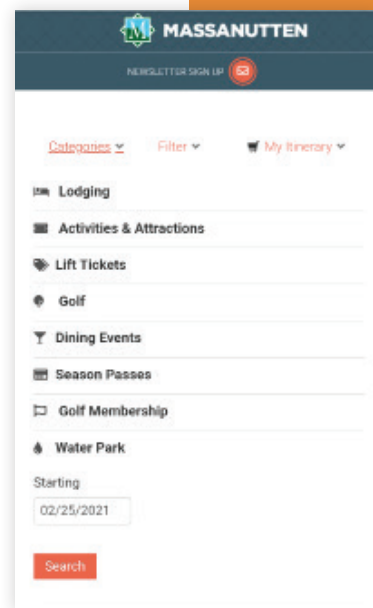 M MASSANUTTEN
NEWSLETTER SIGN UP
Categories Filter My Itinerary
Lodging
Activities & Attractions
Lift Tickets
Golf
Dining Events
Season Passes
Golf Membership
Water Park
Starting
02/25/2021
Search